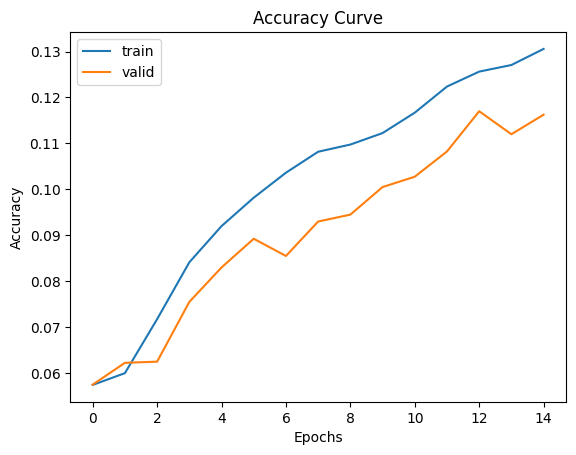 Accuracy Curve
train
valid
Accuracy
0.13
0.12
0.11
0.10
0.09
0.08
0.07
0.06
0 2 4 6 8 10 12 14
Epochs